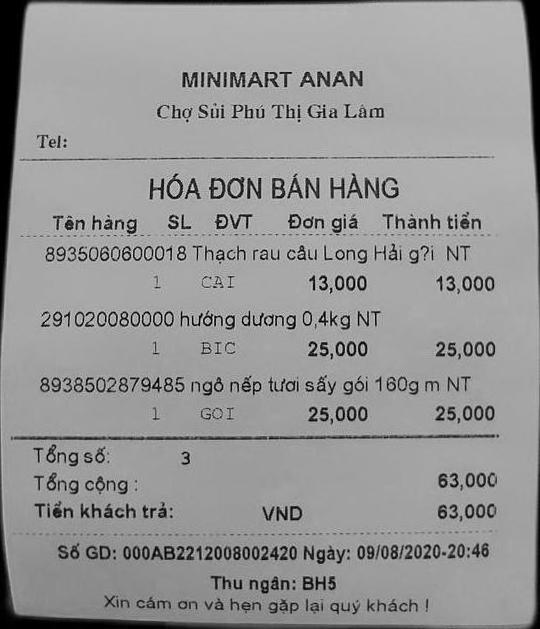 MINIMART ANAN
Chợ Sủi Phú Thị Gia Lâm
Tel:
HÓA ĐƠN BÁN HÀNG
Tên hàng SL ĐVT Đơn giá Thành tiền
8935060600018 Thạch rau câu Long Hải g?i NT
1 CAI 13,000 13,000
291020080000 hướng dương 0,4kg NT
1 BIC 25,000 25,000
8938502879485 ngô nếp tươi sấy gói 160g m NT
1 GOI 25,000 25,000
Tổng số: 3
Tổng cộng : 63,000
Tiền khách trả: VND 63,000
Số GD: 000AB2212008002420 Ngày: 09/08/2020-20:46
Thu ngân: BH5
Xin cảm ơn và hẹn gặp lại quý khách !